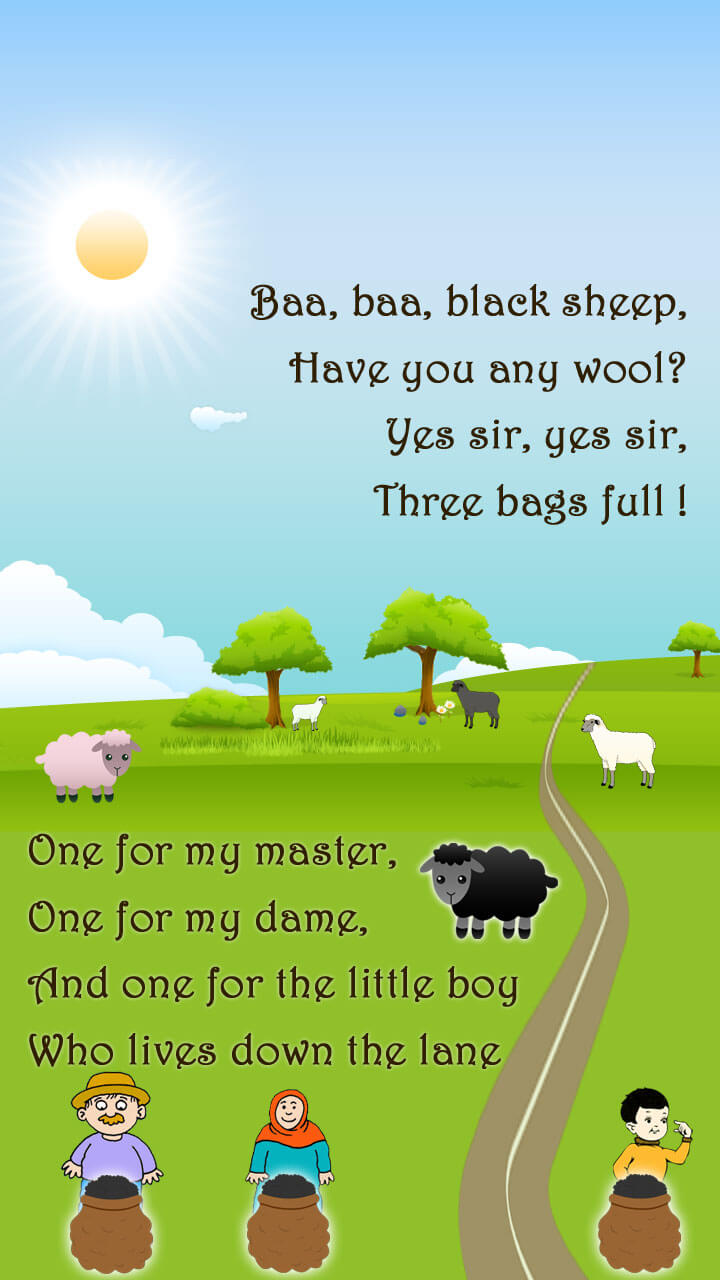 Baa, baa, black sheep,
Have you any wool?
Yes sir, yes sir,
Three bags full !
One for my master,
One for my dame,
And one for the little boy
Who lives down the lane